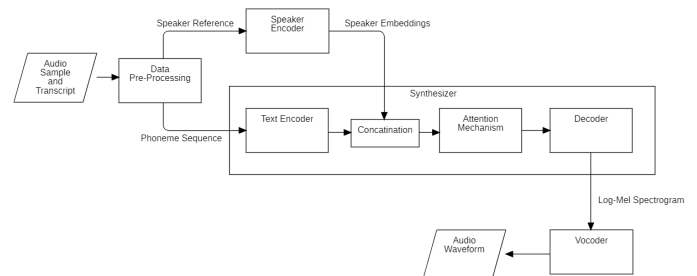 Speaker Reference
Speaker
Encoder
Speaker Embeddings
Audio
Sample
and
Transcript
Data
Pre-Processing
Synthesizer
Phoneme Sequence
Text Encoder
Concatination
Attention
Mechanism
Decoder
Log-Mel Spectrogram
Audio
Waveform
Vocoder